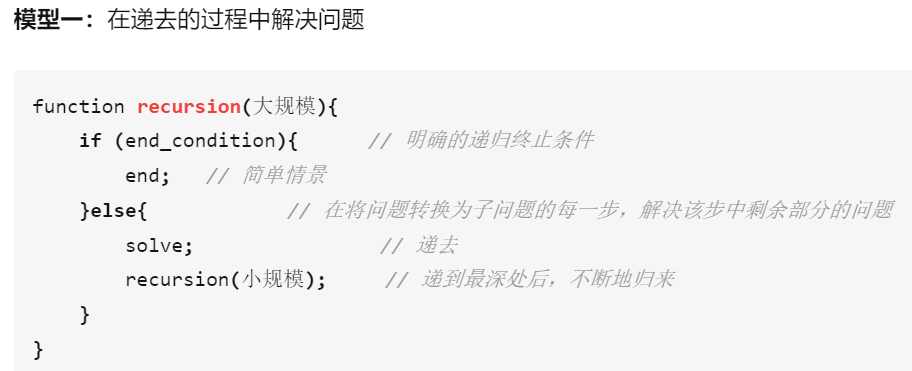 模型一：在递去的过程中解决问题
function recursion(大规模){
if (end_condition){ // 明确的递归终止条件
end; // 简单情景
}else{ // 在将问题转换为子问题的每一步，解决该步中剩余部分的问题
solve; // 递去
recursion(小规模); // 递到最深处后，不断地归来
}
}